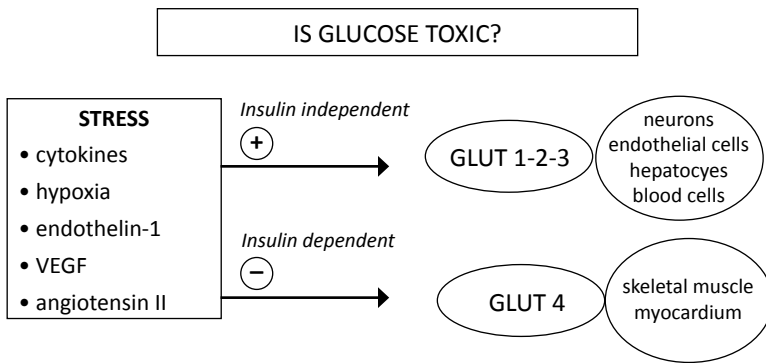 IS GLUCOSE TOXIC?
STRESS
• cytokines
• hypoxia
• endothelin-1
• VEGF
• angiotensin II
Insulin independent
+
GLUT 1-2-3
neurons
endothelial cells
hepatocyes
blood cells
Insulin dependent
−
GLUT 4
skeletal muscle
myocardium